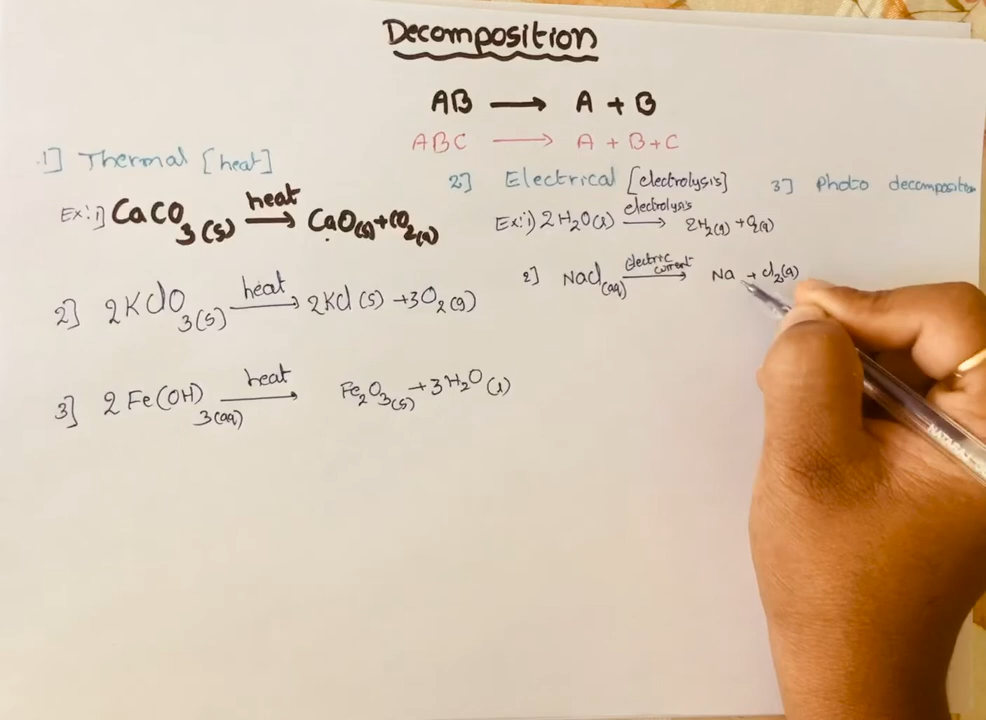 Decomposition
AB → A + B
ABC → A + B + C
1] Thermal [heat]
Ex: 1) CaCO3(s) heat → CaO(s) + CO2(g)
2] 2KClO3(s) heat → 2KCl(s) + 3O2(g)
3] 2Fe(OH)3(aq) heat → Fe2O3(s) + 3H2O(l)
2] Electrical [electrolysis]
Ex: 1) 2H2O(l) electrolysis → 2H2(g) + O2(g)
2] NaCl(aq) Electric current → Na + Cl2(g)
3] Photo decomposition
NATARAJ